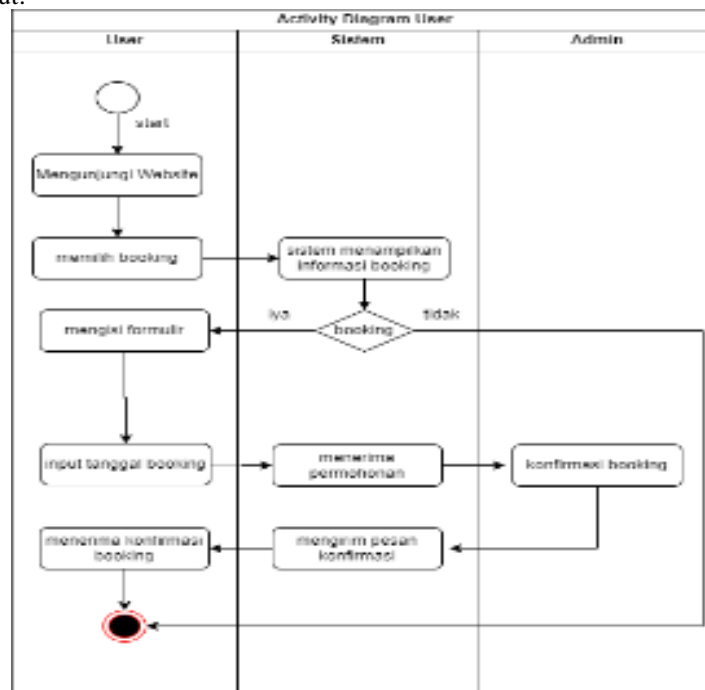 ut.
Activity Diagram User
User
Sistem
Admin
start
Mengunjungi Website
memilih booking
sistem menampilkan
informasi booking
iya
booking
tidak
mengisi formulir
input tanggal booking
menerima
permohonan
konfirmasi booking
menerima konfirmasi
booking
mengirim pesan
konfirmasi